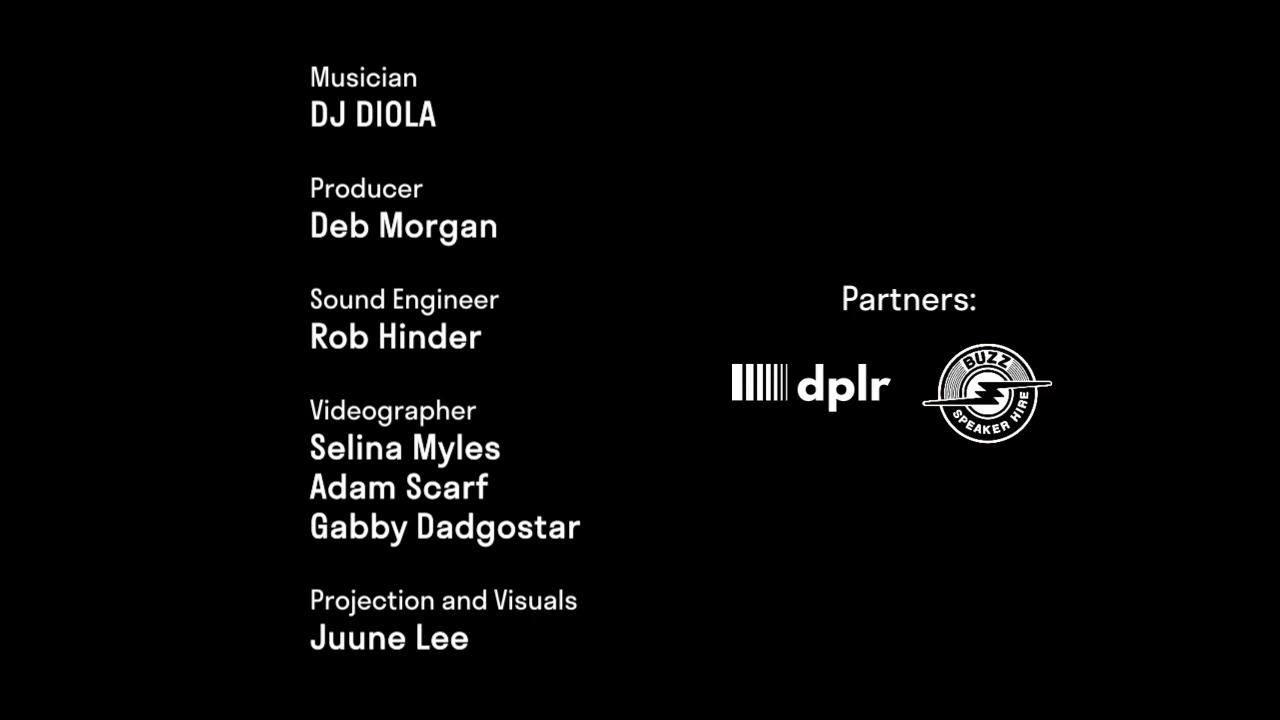 Musician
DJ DIOLA
Producer
Deb Morgan
Sound Engineer
Rob Hinder
Videographer
Selina Myles
Adam Scarf
Gabby Dadgostar
Projection and Visuals
Juune Lee
Partners:
dplr
BUZZ
SPEAKER HIRE